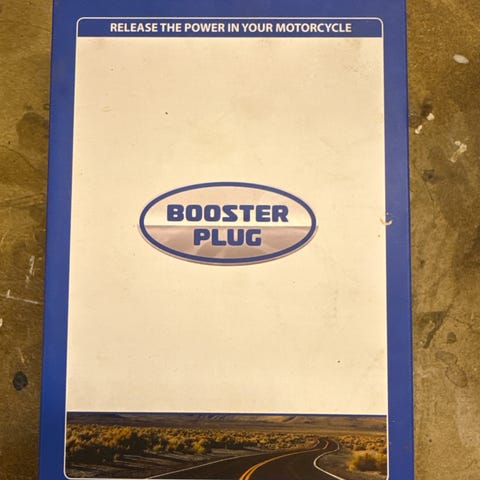 RELEASE THE POWER IN YOUR MOTORCYCLE
BOOSTER
PLUG